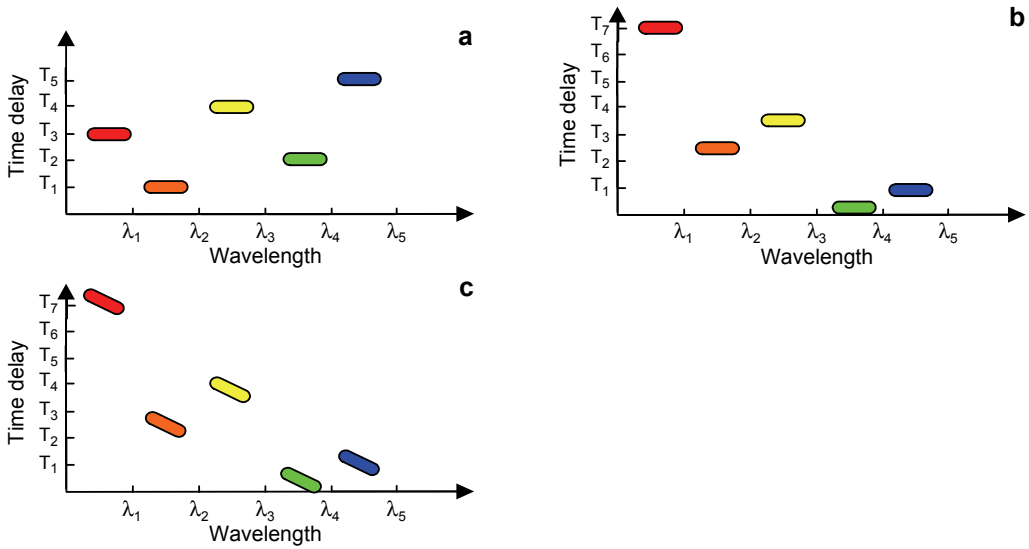 a
Time delay
T5
T4
T3
T2
T1
λ1 λ2 λ3 λ4 λ5
Wavelength
b
Time delay
T7
T6
T5
T4
T3
T2
T1
λ1 λ2 λ3 λ4 λ5
Wavelength
c
Time delay
T7
T6
T5
T4
T3
T2
T1
λ1 λ2 λ3 λ4 λ5
Wavelength